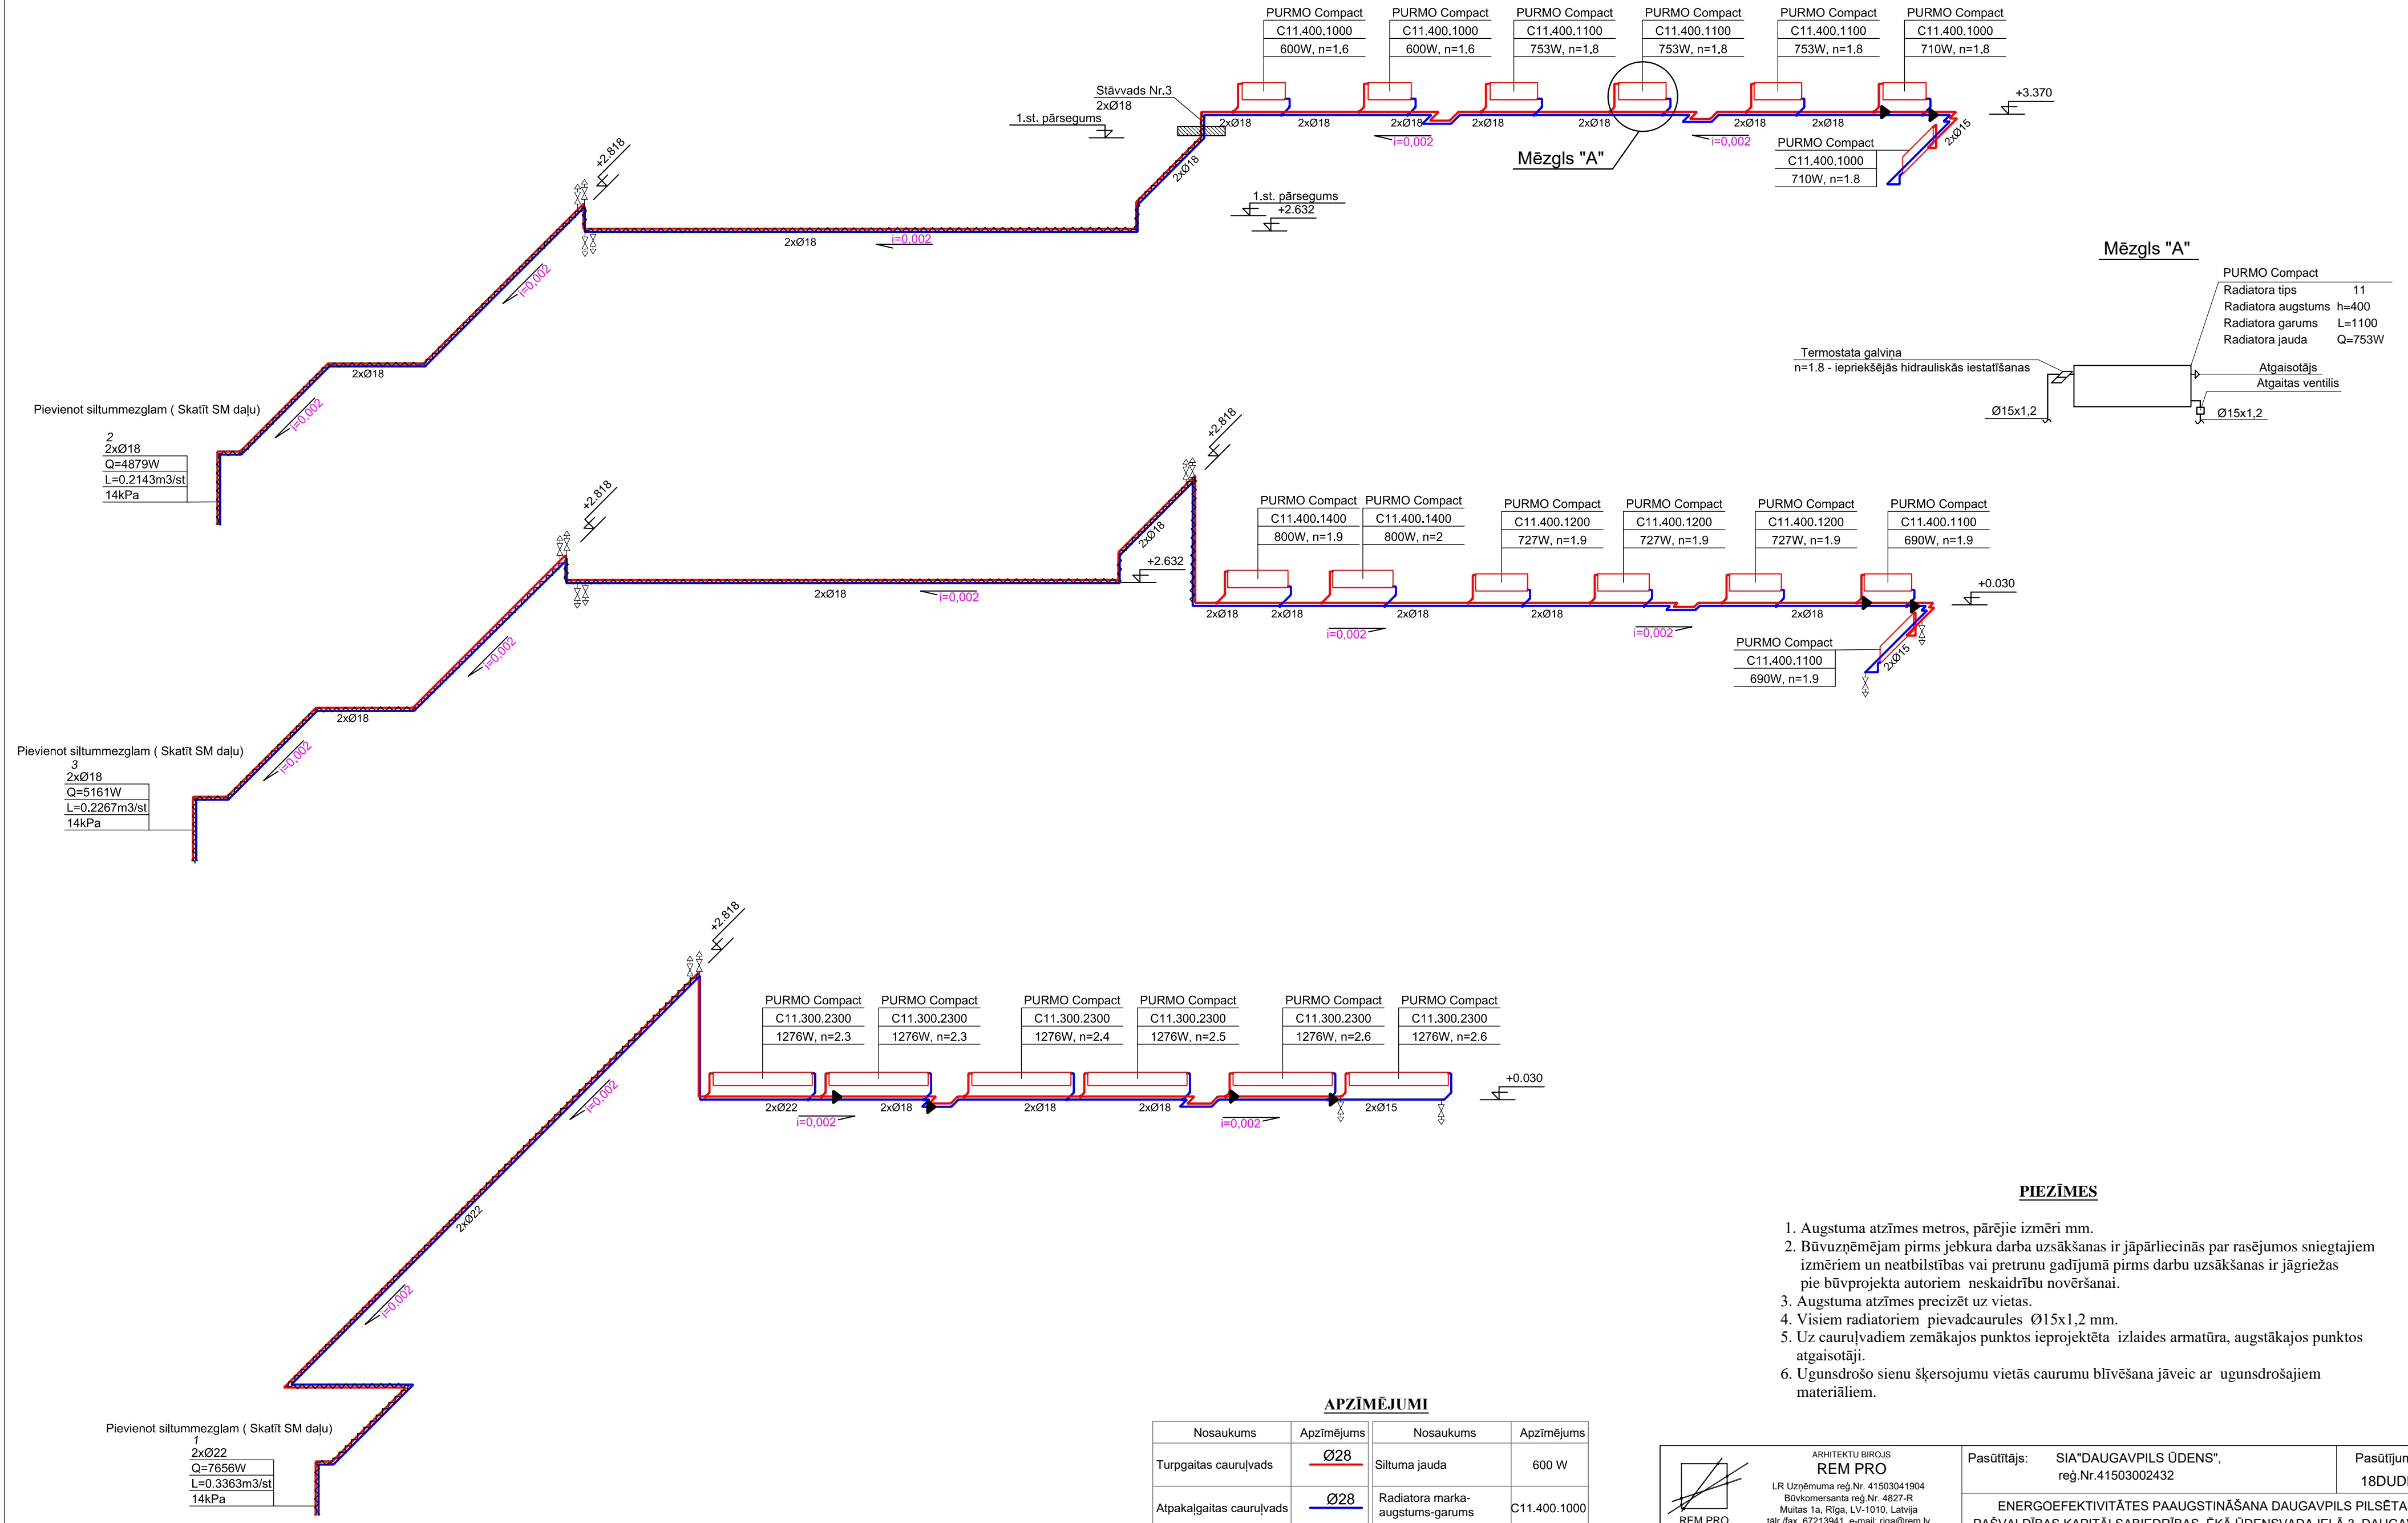 PURMO Compact
C11.400.1000
600W, n=1.6
PURMO Compact
C11.400.1000
600W, n=1.6
PURMO Compact
C11.400.1100
753W, n=1.8
PURMO Compact
C11.400.1100
753W, n=1.8
PURMO Compact
C11.400.1100
753W, n=1.8
PURMO Compact
C11.400.1000
710W, n=1.8
Stāvvads Nr.3
2xØ18
1.st. pārsegums
+3.370
2xØ18
2xØ18
2xØ18
2xØ18
2xØ18
2xØ18
2xØ18
2xØ15
i=0,002
i=0,002
Mēzgls "A"
PURMO Compact
C11.400.1000
710W, n=1.8
2xØ18
1.st. pārsegums
+2.632
+2.818
2xØ18
i=0,002
i=0,002
2xØ18
i=0,002
Pievienot siltummezglam ( Skatīt SM daļu)
2
2xØ18
Q=4879W
L=0.2143m3/st
14kPa
Mēzgls "A"
PURMO Compact
Radiatora tips 11
Radiatora augstums h=400
Radiatora garums L=1100
Radiatora jauda Q=753W
Termostata galviņa
n=1.8 - iepriekšējās hidrauliskās iestatīšanas
Atgaisotājs
Atgaitas ventilis
Ø15x1,2
Ø15x1,2
+2.818
+2.818
2xØ18
+2.632
PURMO Compact
C11.400.1400
800W, n=1.9
PURMO Compact
C11.400.1400
800W, n=2
PURMO Compact
C11.400.1200
727W, n=1.9
PURMO Compact
C11.400.1200
727W, n=1.9
PURMO Compact
C11.400.1200
727W, n=1.9
PURMO Compact
C11.400.1100
690W, n=1.9
+0.030
2xØ18
i=0,002
2xØ18
2xØ18
2xØ18
2xØ18
2xØ18
i=0,002
i=0,002
PURMO Compact
C11.400.1100
690W, n=1.9
2xØ15
i=0,002
2xØ18
i=0,002
Pievienot siltummezglam ( Skatīt SM daļu)
3
2xØ18
Q=5161W
L=0.2267m3/st
14kPa
+2.818
PURMO Compact
C11.300.2300
1276W, n=2.3
PURMO Compact
C11.300.2300
1276W, n=2.3
PURMO Compact
C11.300.2300
1276W, n=2.4
PURMO Compact
C11.300.2300
1276W, n=2.5
PURMO Compact
C11.300.2300
1276W, n=2.6
PURMO Compact
C11.300.2300
1276W, n=2.6
+0.030
2xØ22
2xØ18
2xØ18
2xØ18
2xØ15
i=0,002
i=0,002
i=0,002
2xØ22
i=0,002
Pievienot siltummezglam ( Skatīt SM daļu)
1
2xØ22
Q=7656W
L=0.3363m3/st
14kPa
PIEZĪMES
1. Augstuma atzīmes metros, pārējie izmēri mm.
2. Būvuzņēmējam pirms jebkura darba uzsākšanas ir jāpārliecinās par rasējumos sniegtajiem
izmēriem un neatbilstības vai pretrunu gadījumā pirms darbu uzsākšanas ir jāgriežas
pie būvprojekta autoriem neskaidrību novēršanai.
3. Augstuma atzīmes precizēt uz vietas.
4. Visiem radiatoriem pievadcaurules Ø15x1,2 mm.
5. Uz cauruļvadiem zemākajos punktos ieprojektēta izlaides armatūra, augstākajos punktos
atgaisotāji.
6. Ugunsdrošo sienu šķersojumu vietās caurumu blīvēšana jāveic ar ugunsdrošajiem
materiāliem.
APZĪMĒJUMI
Nosaukums Apzīmējums Nosaukums Apzīmējums
Turpgaitas cauruļvads Ø28 Siltuma jauda 600 W
Atpakaļgaitas cauruļvads Ø28 Radiatora marka-
augstums-garums C11.400.1000
REM PRO
ARHITEKTU BIROJS
REM PRO
LR Uzņēmuma reģ.Nr. 41503041904
Būvkomersanta reģ.Nr. 4827-R
Muitas 1a, Rīga, LV-1010, Latvija
tālr./fax. 67213941, e-mail: riga@rem.lv
Pasūtītājs: SIA"DAUGAVPILS ŪDENS",
reģ.Nr.41503002432
18DUD
ENERGOEFEKTIVITĀTES PAAUGSTINĀŠANA DAUGAVPILS